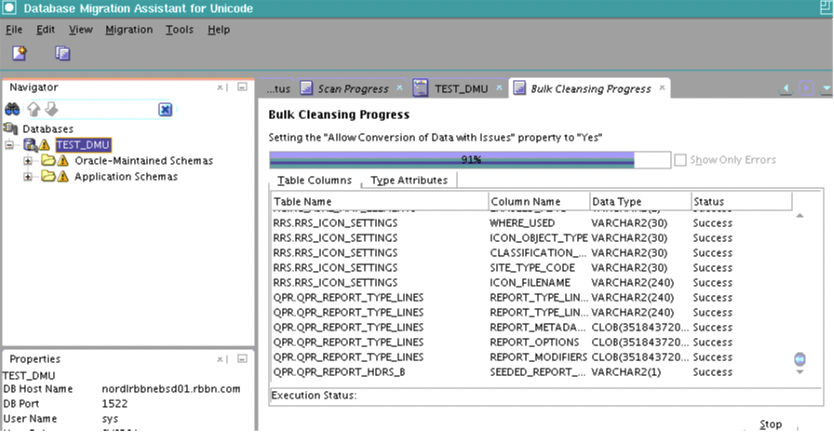 Database Migration Assistant for Unicode
File Edit View Migration Tools Help
Navigator
Databases
TEST_DMU
Oracle-Maintained Schemas
Application Schemas
Properties
TEST_DMU
DB Host Name nordlrbbnebsd01.rbbn.com
DB Port 1522
User Name sys
...tus Scan Progress TEST_DMU Bulk Cleansing Progress
Bulk Cleansing Progress
Setting the "Allow Conversion of Data with Issues" property to "Yes"
91% Show Only Errors
Table Columns Type Attributes
Table Name Column Name Data Type Status
RRS.RRS_ICON_SETTINGS WHERE_USED VARCHAR2(30) Success
RRS.RRS_ICON_SETTINGS ICON_OBJECT_TYPE VARCHAR2(30) Success
RRS.RRS_ICON_SETTINGS CLASSIFICATION_... VARCHAR2(30) Success
RRS.RRS_ICON_SETTINGS SITE_TYPE_CODE VARCHAR2(30) Success
RRS.RRS_ICON_SETTINGS ICON_FILENAME VARCHAR2(240) Success
QPR.QPR_REPORT_TYPE_LINES REPORT_TYPE_LIN... VARCHAR2(240) Success
QPR.QPR_REPORT_TYPE_LINES REPORT_TYPE_LIN... VARCHAR2(240) Success
QPR.QPR_REPORT_TYPE_LINES REPORT_METADA... CLOB(351843720... Success
QPR.QPR_REPORT_TYPE_LINES REPORT_OPTIONS CLOB(351843720... Success
QPR.QPR_REPORT_TYPE_LINES REPORT_MODIFIERS CLOB(351843720... Success
QPR.QPR_REPORT_HDRS_B SEEDED_REPORT_... VARCHAR2(1) Success
Execution Status:
Stop